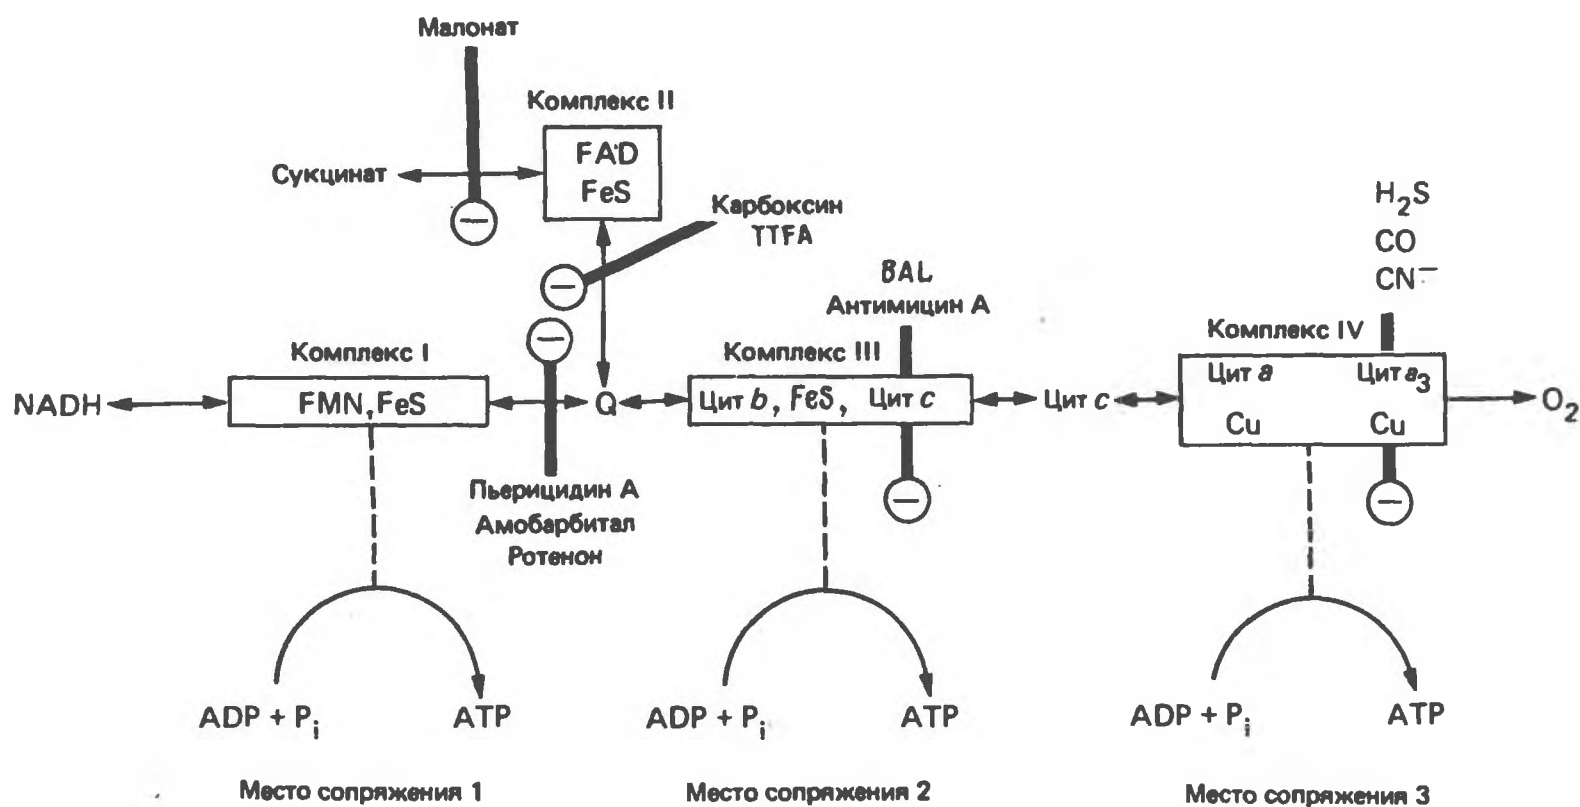 Малонат
Комплекс II
FAD
FeS
Сукцинат
Карбоксин
TTFA
H₂S
CO
CN⁻
BAL
Антимицин А
Комплекс I
Комплекс III
Комплекс IV
NADH
FMN, FeS
Q
Цит b, FeS, Цит c
Цит c
Цит a
Цит a₃
Cu
Cu
O₂
Пьерицидин А
Амобарбитал
Ротенон
ADP + Pᵢ
ATP
ADP + Pᵢ
ATP
ADP + Pᵢ
ATP
Место сопряжения 1
Место сопряжения 2
Место сопряжения 3